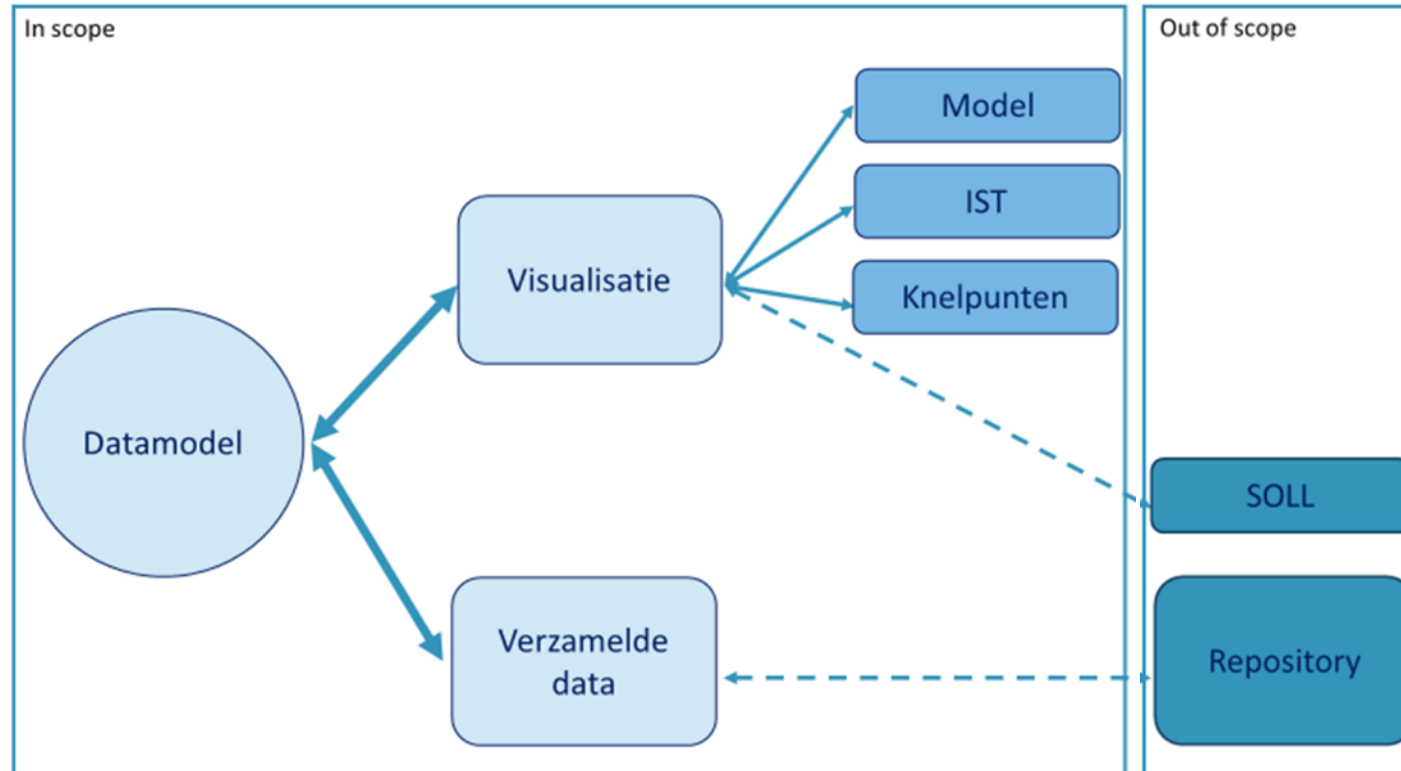 In scope
Out of scope
Model
IST
Visualisatie
Knelpunten
Datamodel
SOLL
Verzamelde
data
Repository